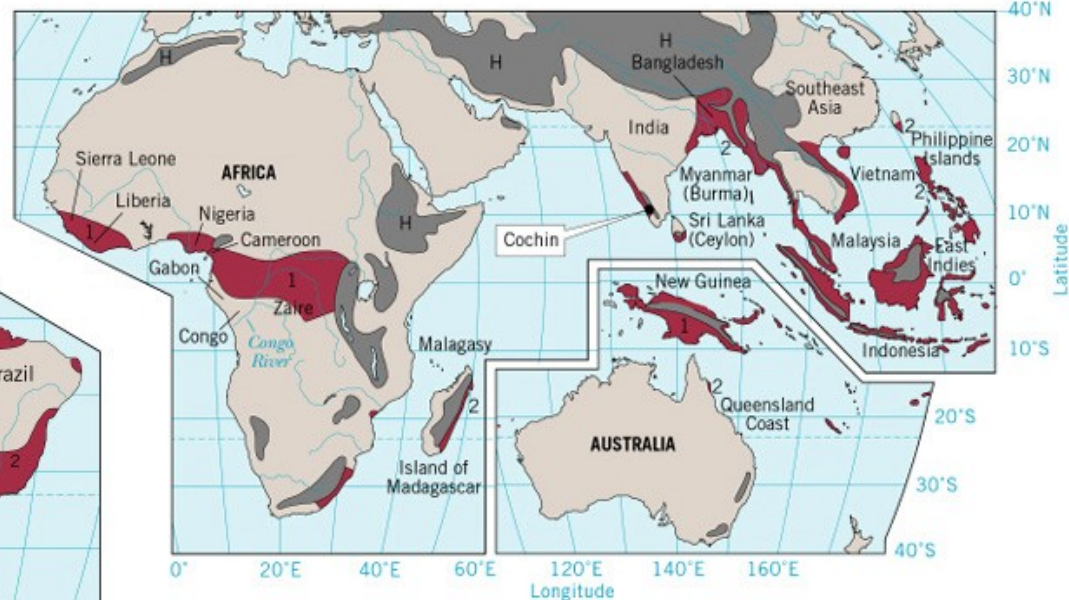 40°N
H
H
H
Bangladesh
30°N
Southeast
Asia
India
2
2
20°N
Philippine
Islands
Sierra Leone
AFRICA
Myanmar
(Burma)
Vietnam
2
Liberia
Nigeria
H
10°N
1
Cameroon
Cochin
Sri Lanka
(Ceylon)
Malaysia
East
Indies
Latitude
Gabon
1
0°
New Guinea
Zaire
1
Congo
Congo
River
Malagasy
Indonesia
10°S
razil
2
2
Queensland
Coast
20°S
AUSTRALIA
2
Island of
Madagascar
30°S
40°S
0°
20°E
40°E
60°E
120°E
140°E
160°E
Longitude